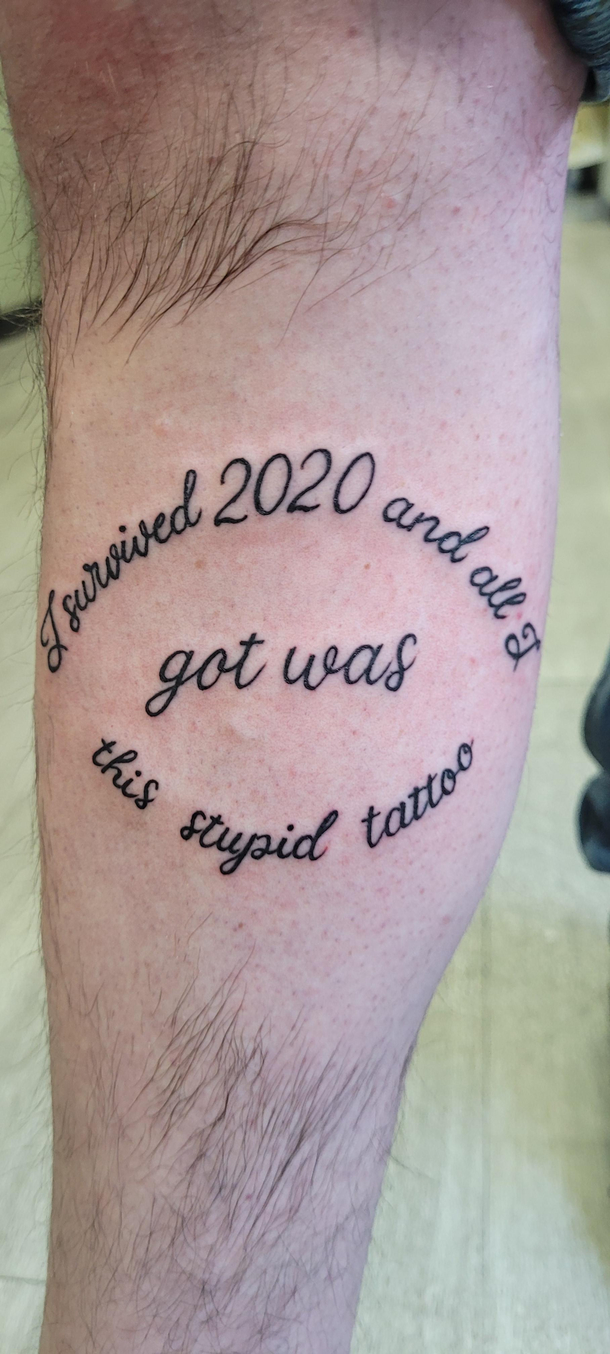 I survived 2020 and all I
got was
this stupid tattoo